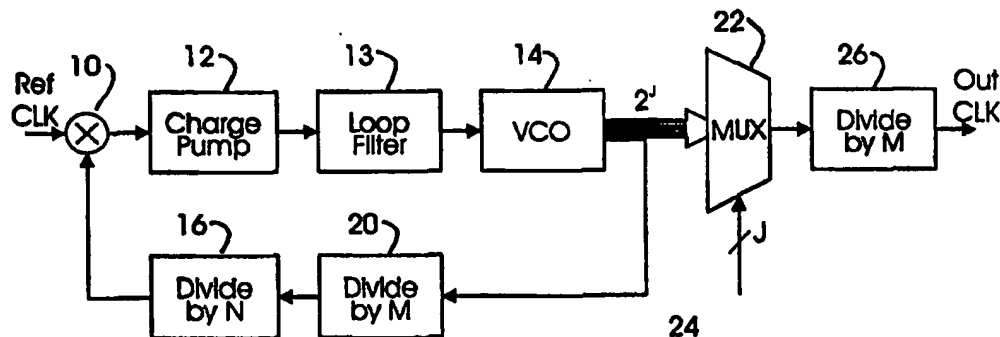 22
10
12
13
14
26
Ref
CLK
Charge
Pump
Loop
Filter
VCO
2^J
MUX
Divide
by M
Out
CLK
16
20
J
Divide
by N
Divide
by M
24